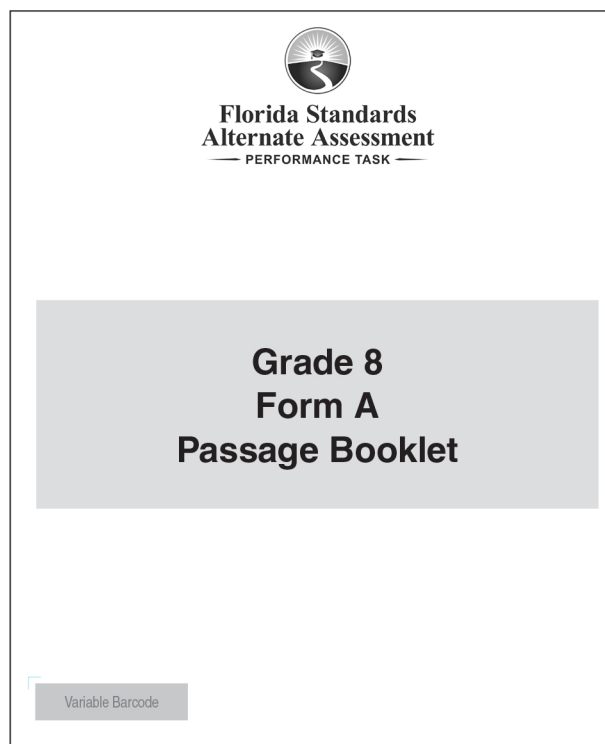 Florida Standards
Alternate Assessment
PERFORMANCE TASK
Grade 8
Form A
Passage Booklet
Variable Barcode